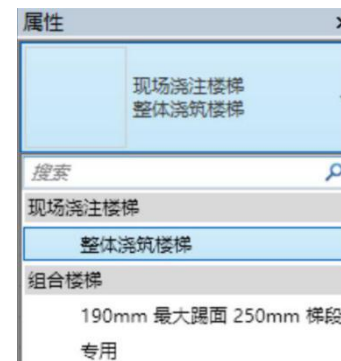 属性
现场浇注楼梯
整体浇筑楼梯
搜索
现场浇注楼梯
整体浇筑楼梯
组合楼梯
190mm 最大踢面 250mm 梯段
专用